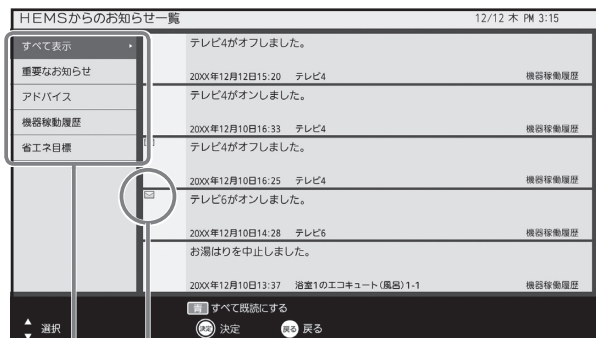 HEMSからのお知らせ一覧
12/12 木 PM 3:15
すべて表示
重要なお知らせ
アドバイス
機器稼動履歴
省エネ目標
テレビ4がオフしました。
20XX年12月12日15:20 テレビ4 機器稼動履歴
テレビ4がオンしました。
20XX年12月10日16:33 テレビ4 機器稼動履歴
テレビ4がオフしました。
20XX年12月10日16:25 テレビ4 機器稼動履歴
テレビ6がオンしました。
20XX年12月10日14:28 テレビ6 機器稼動履歴
お湯はりを中止しました。
20XX年12月10日13:37 浴室1のエコキュート(風呂)1-1 機器稼動履歴
青 すべて既読にする
選択 決定 決定 戻る 戻る